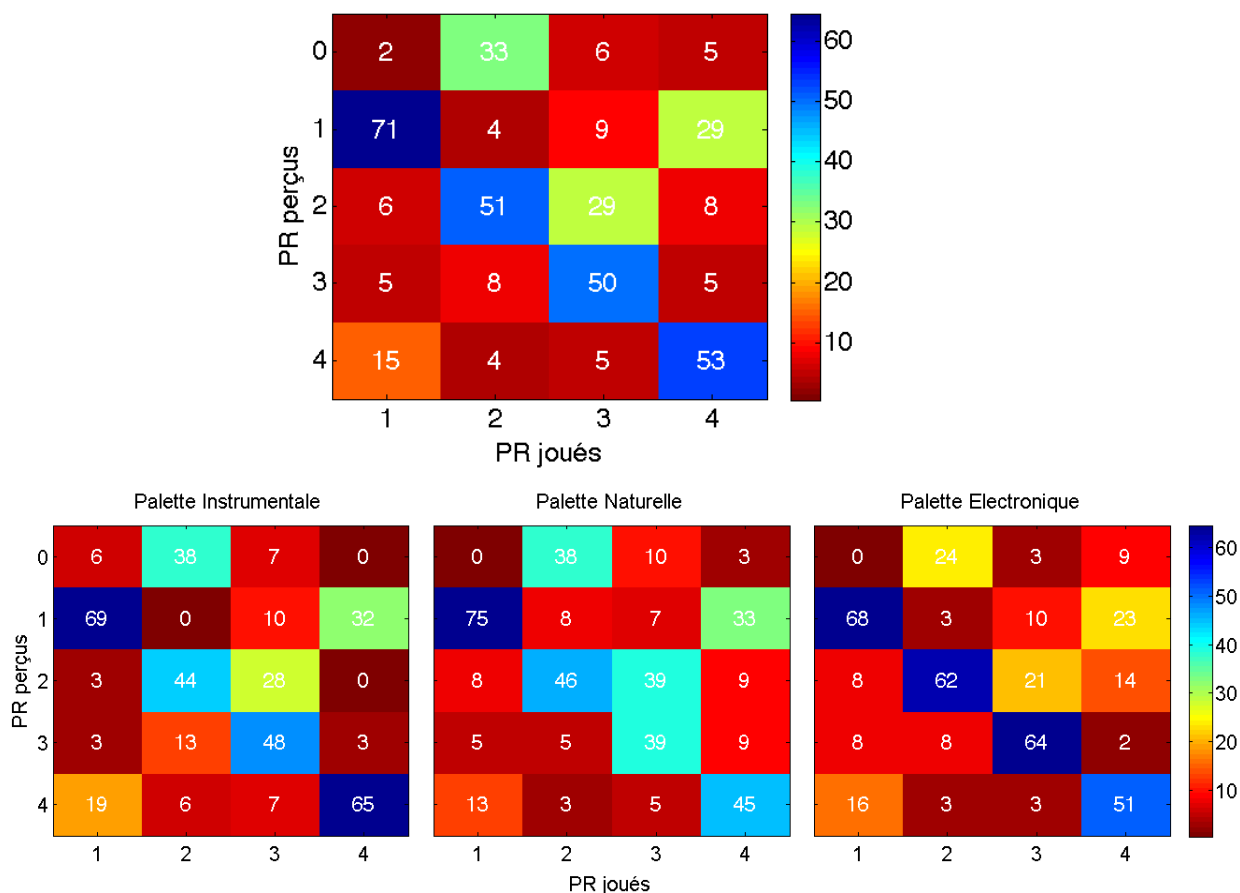 0 2 33 6 5 60
1 71 4 9 29 50
PR perçus
2 6 51 29 8 40
30
3 5 8 50 5 20
4 15 4 5 53 10
1 2 3 4
PR joués
Palette Instrumentale Palette Naturelle Palette Electronique
0 6 38 7 0 0 38 10 3 0 24 3 9 60
1 69 0 10 32 75 8 7 33 68 3 10 23 50
PR perçus
2 3 44 28 0 8 46 39 9 8 62 21 14 40
30
3 3 13 48 3 5 5 39 9 8 8 64 2 20
4 19 6 7 65 13 3 5 45 16 3 3 51 10
1 2 3 4 1 2 3 4 1 2 3 4
PR joués